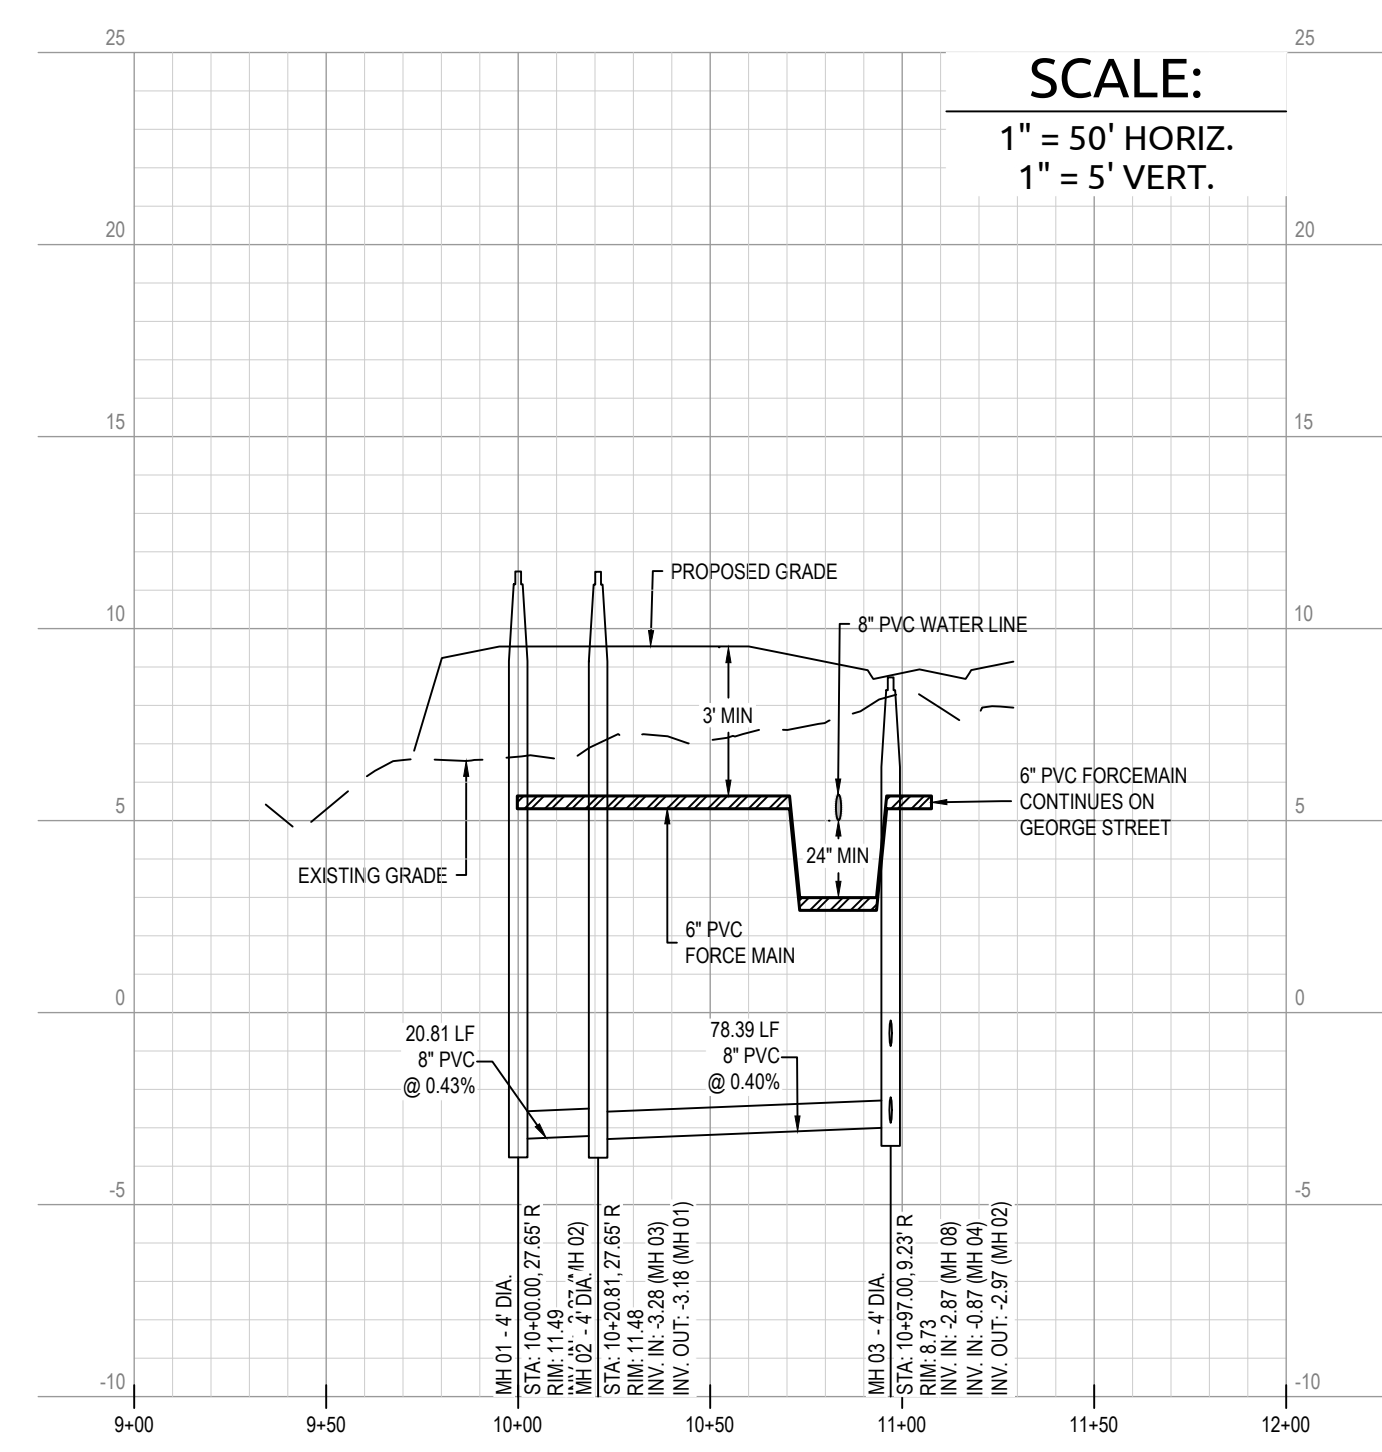 25
25
SCALE:
1" = 50' HORIZ.
1" = 5' VERT.
20
20
15
15
PROPOSED GRADE
10
10
8" PVC WATER LINE
3' MIN
6" PVC FORCEMAIN
CONTINUES ON
GEORGE STREET
5
5
24" MIN
EXISTING GRADE
6" PVC
FORCE MAIN
0
0
20.81 LF
8" PVC
@ 0.43%
78.39 LF
8" PVC
@ 0.40%
-5
-5
MH 01 - 4' DIA.
STA: 10+00.00, 27.65' R
RIM: 11.49
MH 02 - 4' DIA.
STA: 10+20.81, 27.65' R
RIM: 11.48
INV. IN: -3.28 (MH 03)
INV. OUT: -3.18 (MH 01)
MH 03 - 4' DIA.
STA: 10+97.00, 9.23' R
RIM: 8.73
INV. IN: -2.87 (MH 08)
INV. IN: -0.87 (MH 04)
INV. OUT: -2.97 (MH 02)
-10
-10
9+00
9+50
10+00
10+50
11+00
11+50
12+00